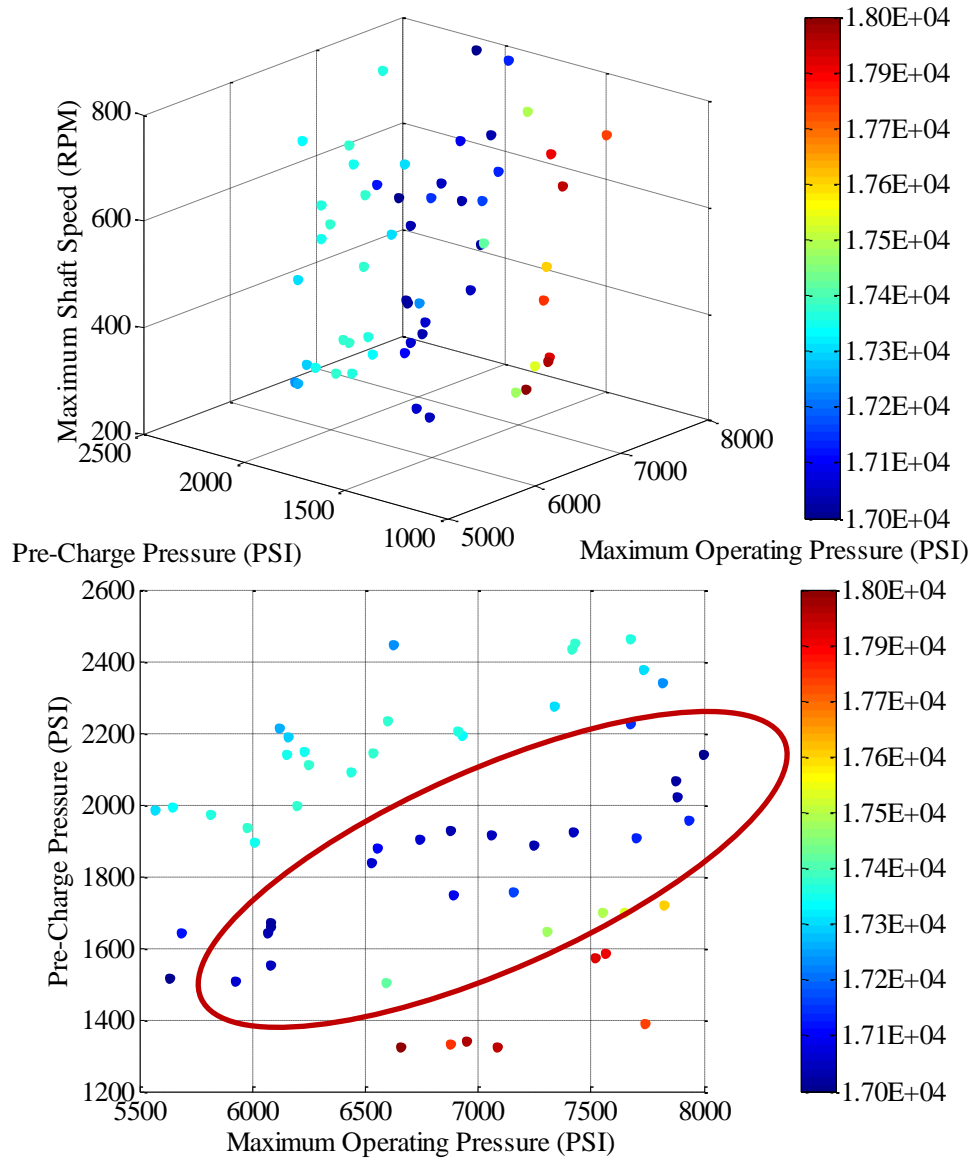 1.80E+04
1.79E+04
1.77E+04
1.76E+04
1.75E+04
1.74E+04
1.73E+04
1.72E+04
1.71E+04
1.70E+04
Maximum Shaft Speed (RPM)
800
600
400
200
2500
2000
1500
1000
5000
6000
7000
8000
Pre-Charge Pressure (PSI)
Maximum Operating Pressure (PSI)
Pre-Charge Pressure (PSI)
2600
2400
2200
2000
1800
1600
1400
1200
5500
6000
6500
7000
7500
8000
Maximum Operating Pressure (PSI)
1.80E+04
1.79E+04
1.77E+04
1.76E+04
1.75E+04
1.74E+04
1.73E+04
1.72E+04
1.71E+04
1.70E+04